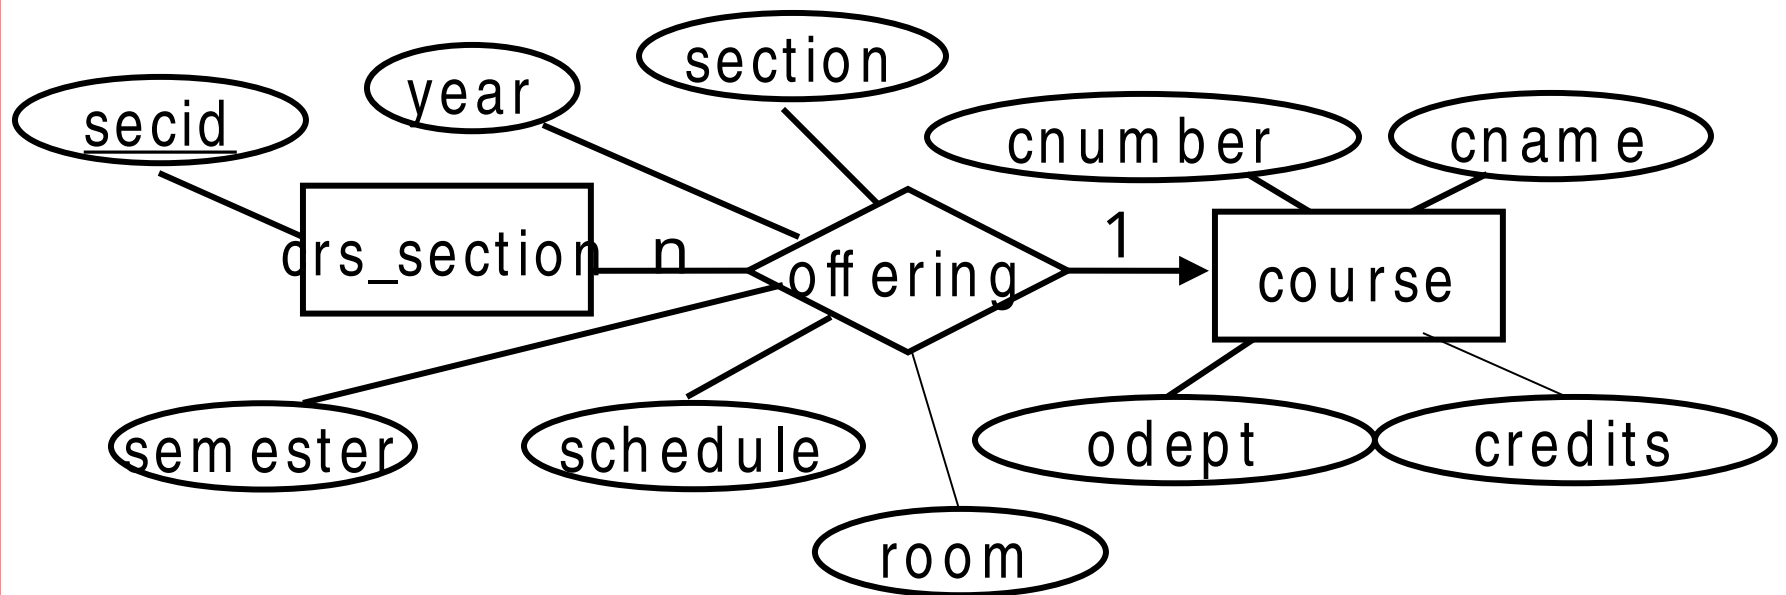 section
year
secid
cnumber
cname
crs_section
n
offering
1
course
semester
schedule
odept
credits
room